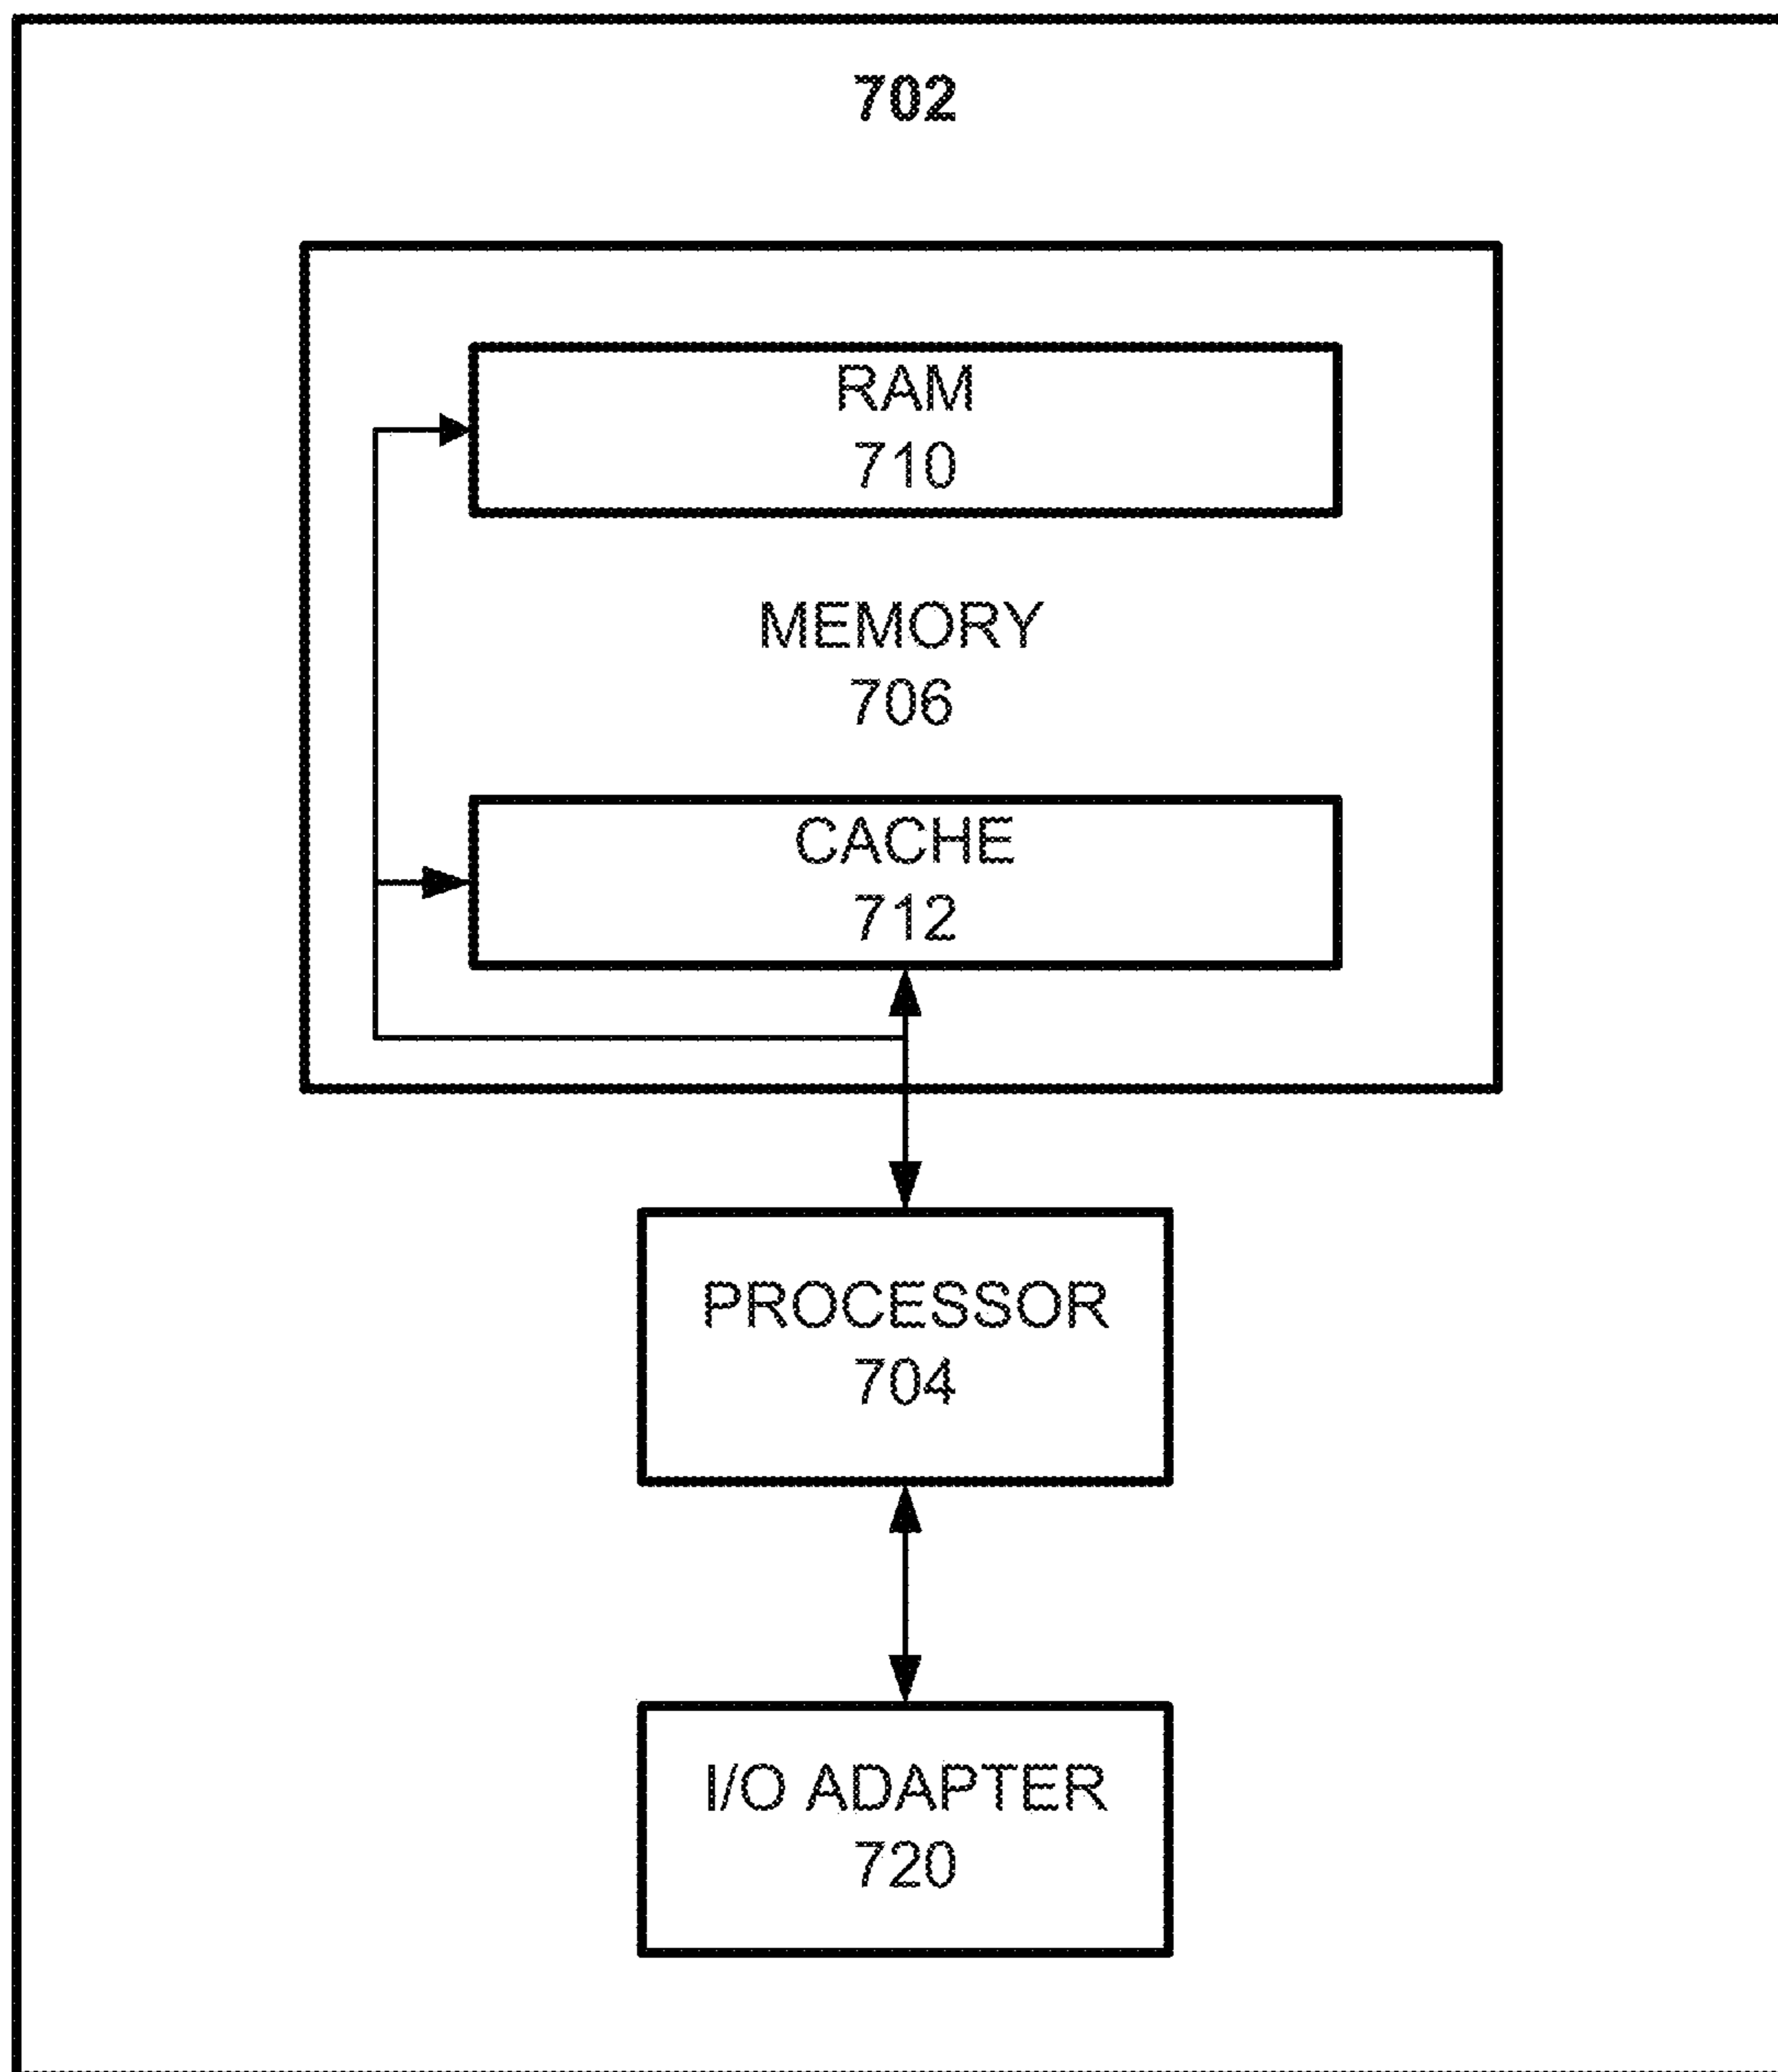 702
RAM
710
MEMORY
706
CACHE
712
PROCESSOR
704
I/O ADAPTER
720